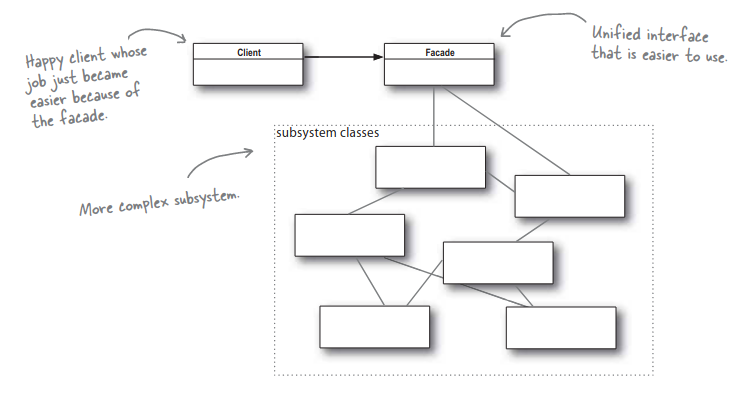 Happy client whose
job just became
easier because of
the facade.
Client
Facade
Unified interface
that is easier to use.
subsystem classes
More complex subsystem.